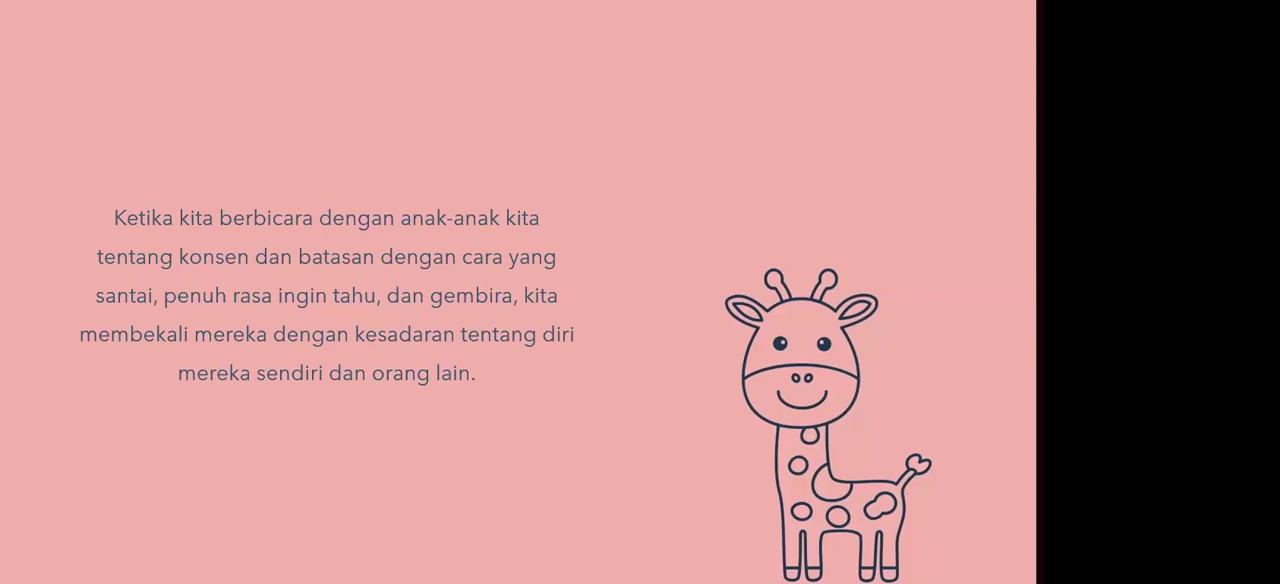 Ketika kita berbicara dengan anak-anak kita
tentang konsen dan batasan dengan cara yang
santai, penuh rasa ingin tahu, dan gembira, kita
membekali mereka dengan kesadaran tentang diri
mereka sendiri dan orang lain.